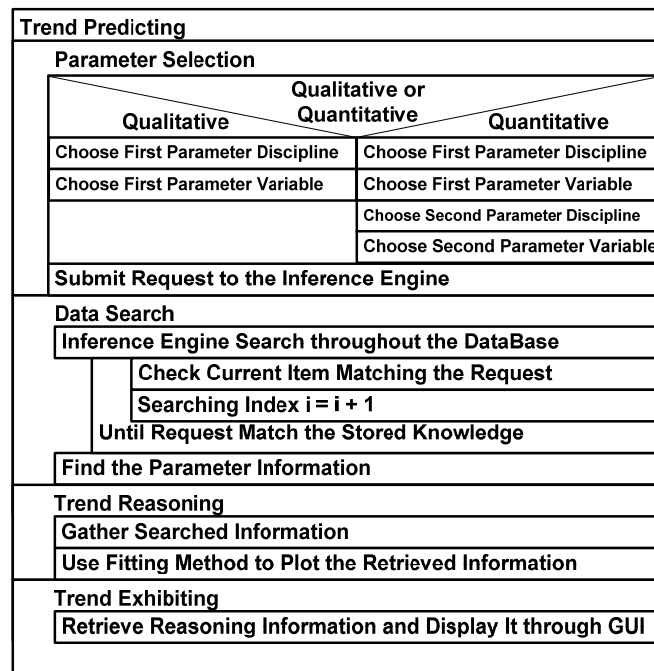 Trend Predicting
Parameter Selection
Qualitative or
Quantitative
Qualitative
Quantitative
Choose First Parameter Discipline
Choose First Parameter Discipline
Choose First Parameter Variable
Choose First Parameter Variable
Choose Second Parameter Discipline
Choose Second Parameter Variable
Submit Request to the Inference Engine
Data Search
Inference Engine Search throughout the DataBase
Check Current Item Matching the Request
Searching Index i = i + 1
Until Request Match the Stored Knowledge
Find the Parameter Information
Trend Reasoning
Gather Searched Information
Use Fitting Method to Plot the Retrieved Information
Trend Exhibiting
Retrieve Reasoning Information and Display It through GUI